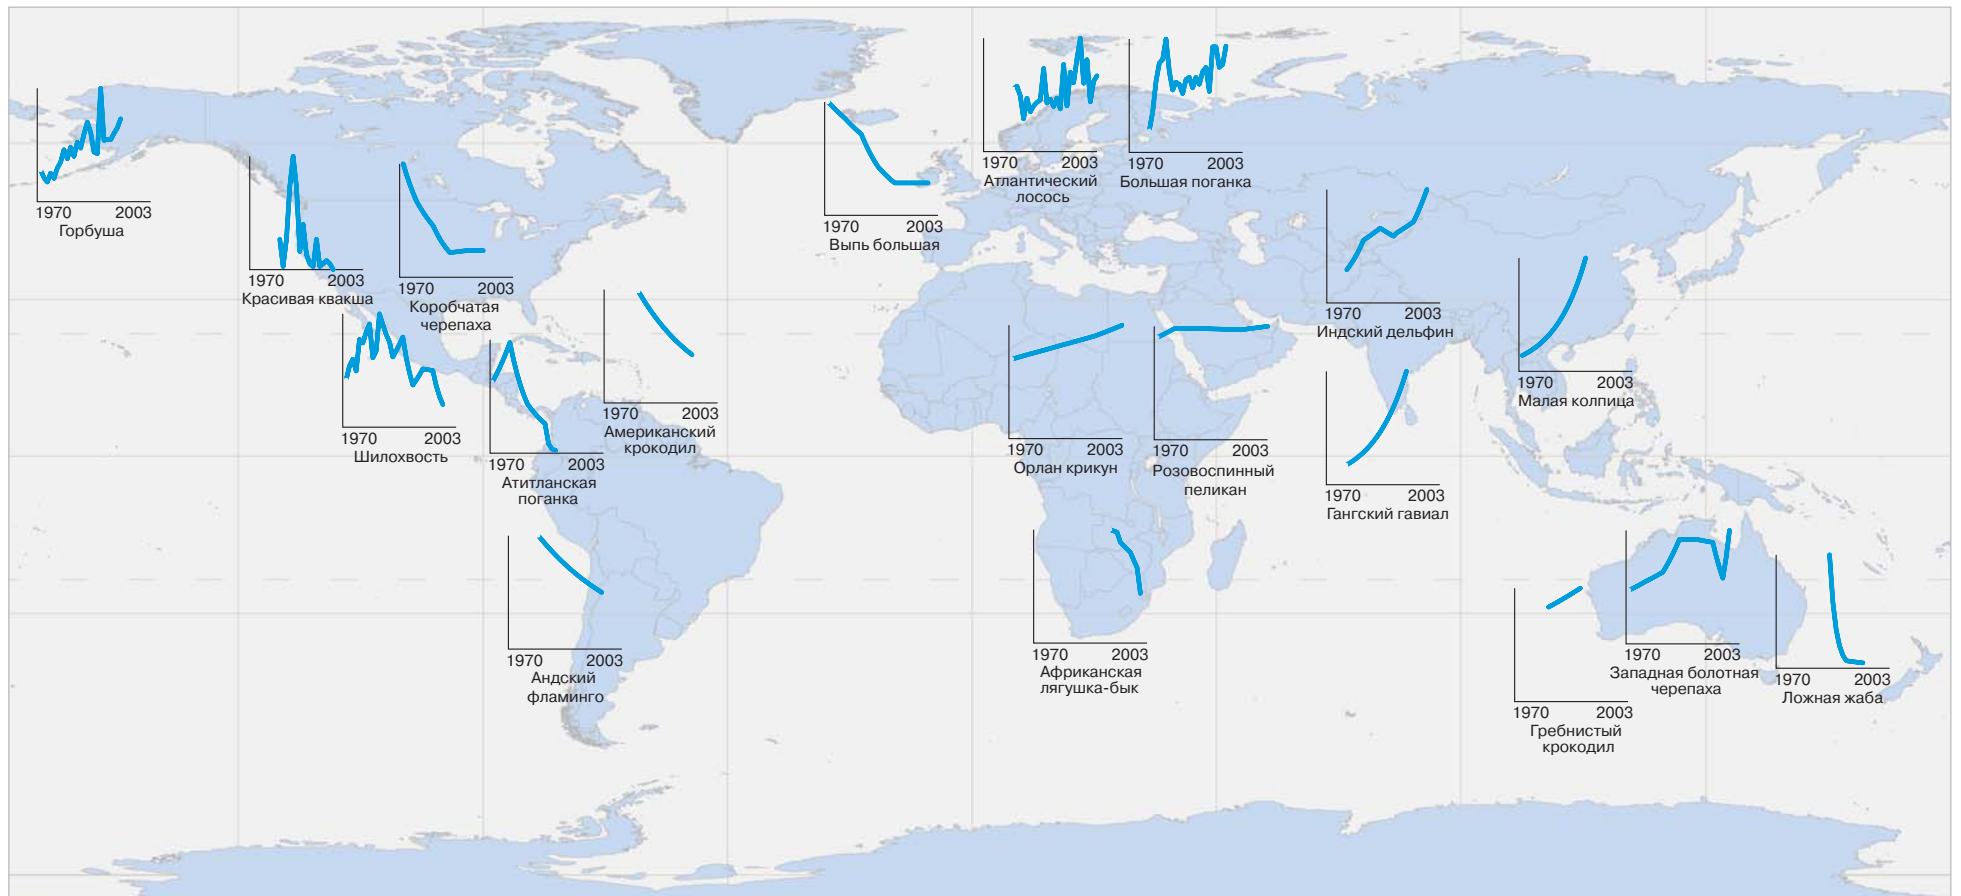 1970 2003
Горбуша
1970 2003
Красивая квакша
1970 2003
Коробчатая
черепаха
1970 2003
Шилохвость
1970 2003
Атитланская
поганка
1970 2003
Американский
крокодил
1970 2003
Андский
фламинго
1970 2003
Выпь большая
1970 2003
Атлантический
лосось
1970 2003
Большая поганка
1970 2003
Орлан крикун
1970 2003
Розовоспинный
пеликан
1970 2003
Африканская
лягушка-бык
1970 2003
Индский дельфин
1970 2003
Гангский гавиал
1970 2003
Малая колпица
1970 2003
Гребнистый
крокодил
1970 2003
Западная болотная
черепаха
1970 2003
Ложная жаба